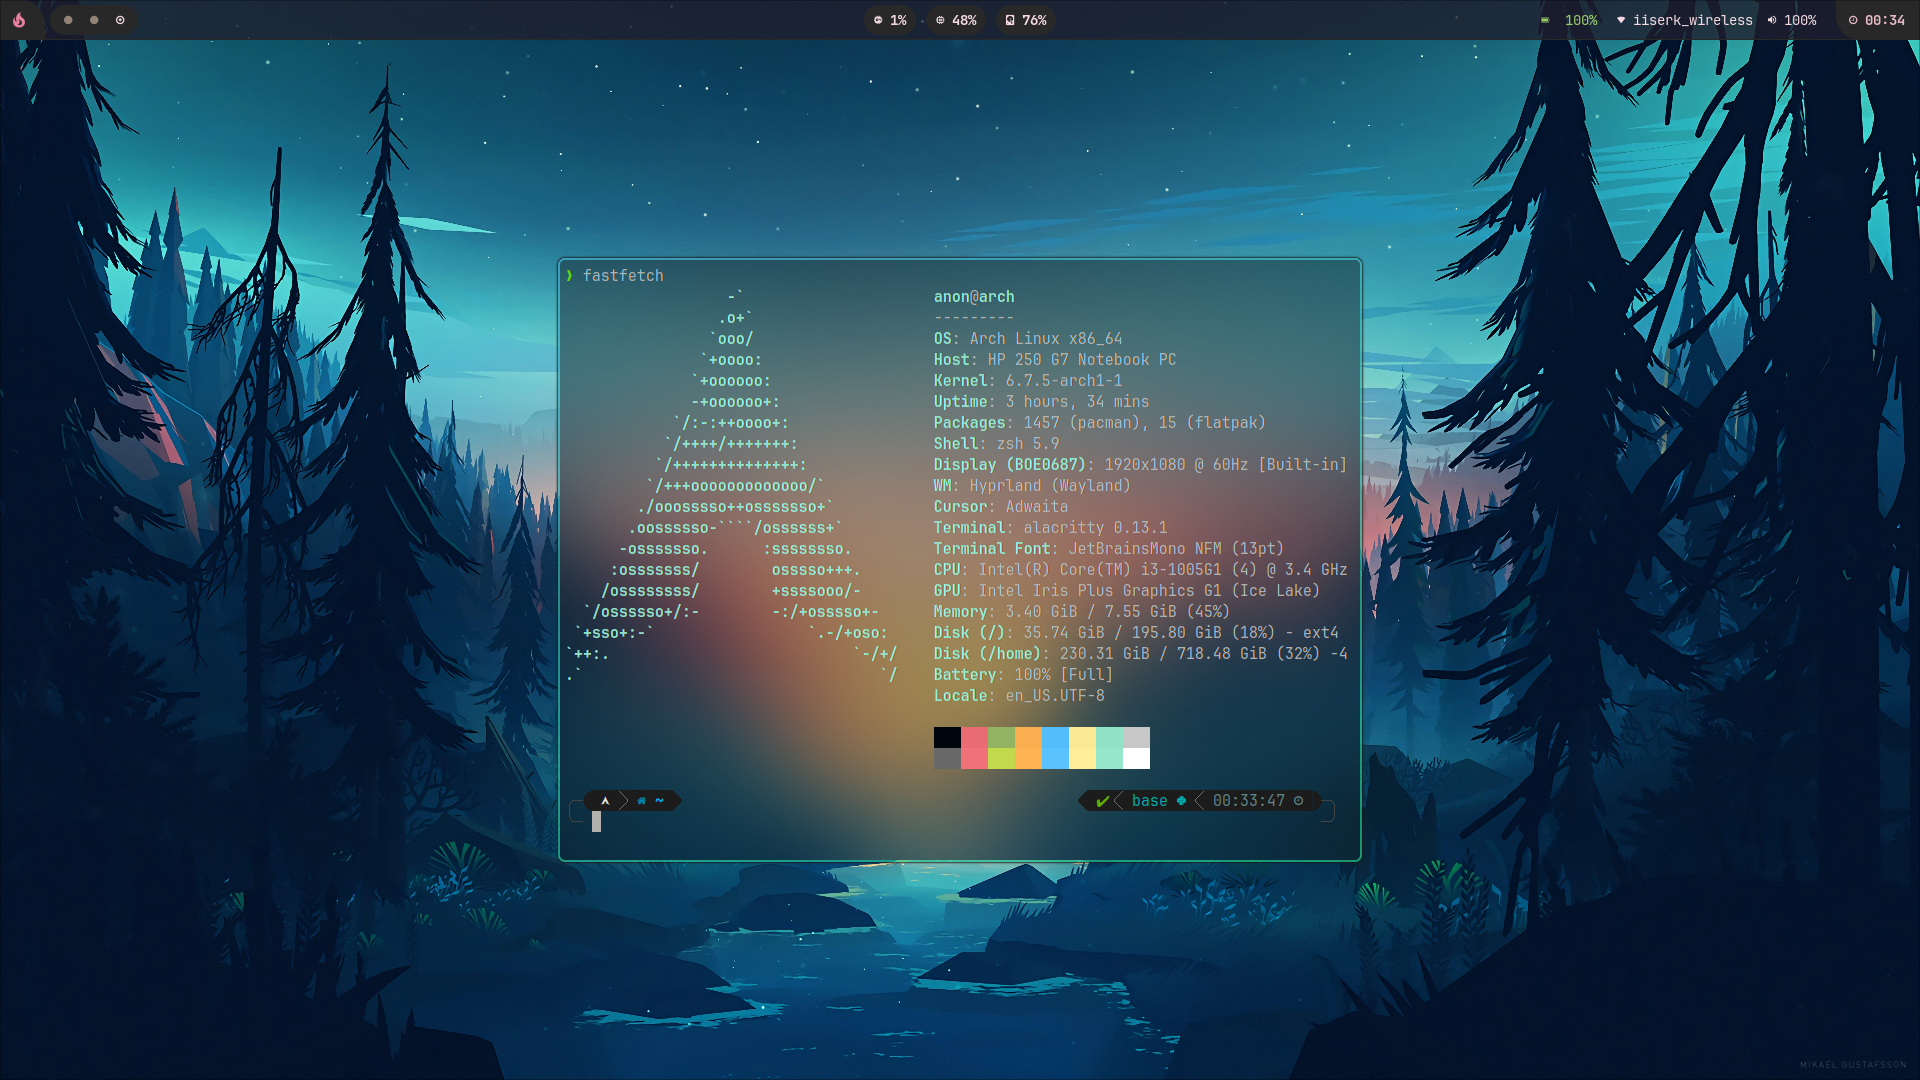 1% 48% 76% 100% iiserk_wireless 100% 00:34
❯ fastfetch
-` anon@arch
.o+` ---------
`ooo/ OS: Arch Linux x86_64
`+oooo: Host: HP 250 G7 Notebook PC
`+oooooo: Kernel: 6.7.5-arch1-1
-+oooooo+: Uptime: 3 hours, 34 mins
`/:-:++oooo+: Packages: 1457 (pacman), 15 (flatpak)
`/++++/+++++++: Shell: zsh 5.9
`/++++++++++++++: Display (BOE0687): 1920x1080 @ 60Hz [Built-in]
`/+++ooooooooooooo/` WM: Hyprland (Wayland)
./ooosssso++osssssso+` Cursor: Adwaita
.oossssso-````/ossssss+` Terminal: alacritty 0.13.1
-osssssso. :ssssssso. Terminal Font: JetBrainsMono NFM (13pt)
:osssssss/ osssso+++. CPU: Intel(R) Core(TM) i3-1005G1 (4) @ 3.4 GHz
/ossssssss/ +ssssooo/- GPU: Intel Iris Plus Graphics G1 (Ice Lake)
`/ossssso+/:- -:/+osssso+- Memory: 3.40 GiB / 7.55 GiB (45%)
`+sso+:-` `.-/+oso: Disk (/): 35.74 GiB / 195.80 GiB (18%) - ext4
`++:. `-/+/ Disk (/home): 230.31 GiB / 718.48 GiB (32%) -4
.` `/ Battery: 100% [Full]
Locale: en_US.UTF-8
~ ✔ base 00:33:47
MIKAEL GUSTAFSSON